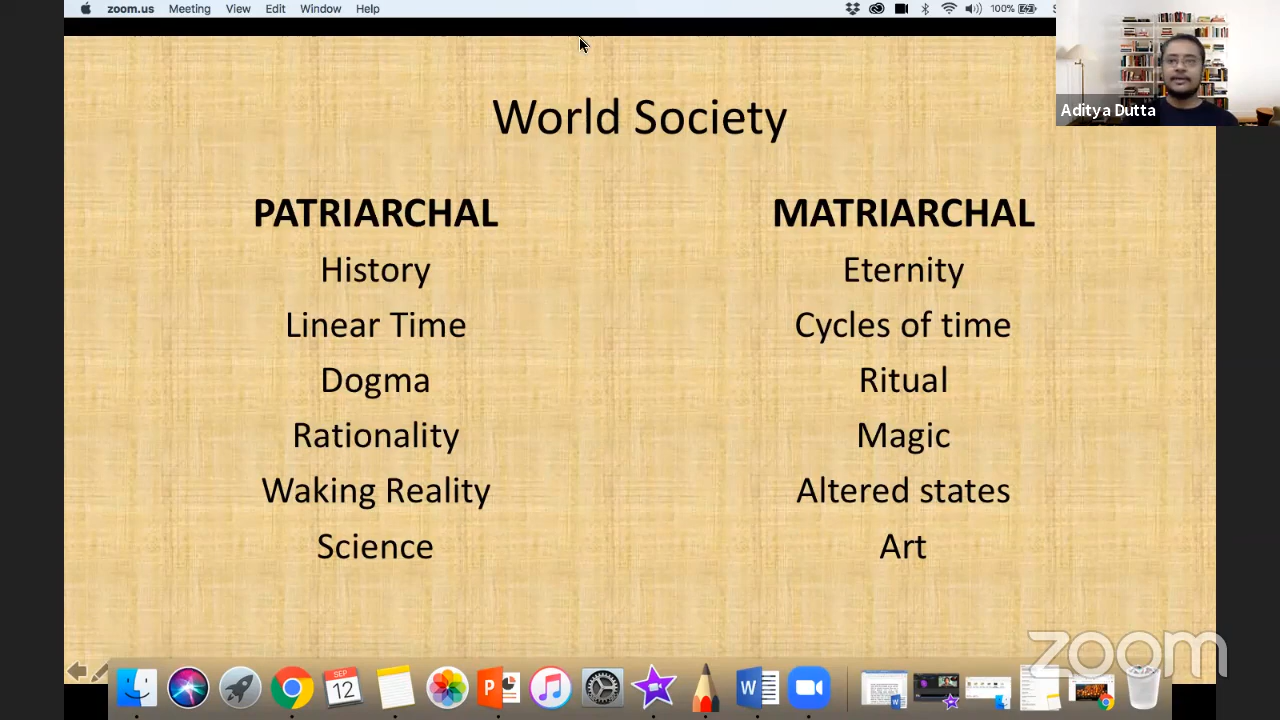 zoom.us Meeting View Edit Window Help 100%
Aditya Dutta
World Society
PATRIARCHAL
MATRIARCHAL
History
Eternity
Linear Time
Cycles of time
Dogma
Ritual
Rationality
Magic
Waking Reality
Altered states
Science
Art
zoom
SEP
12
P
W